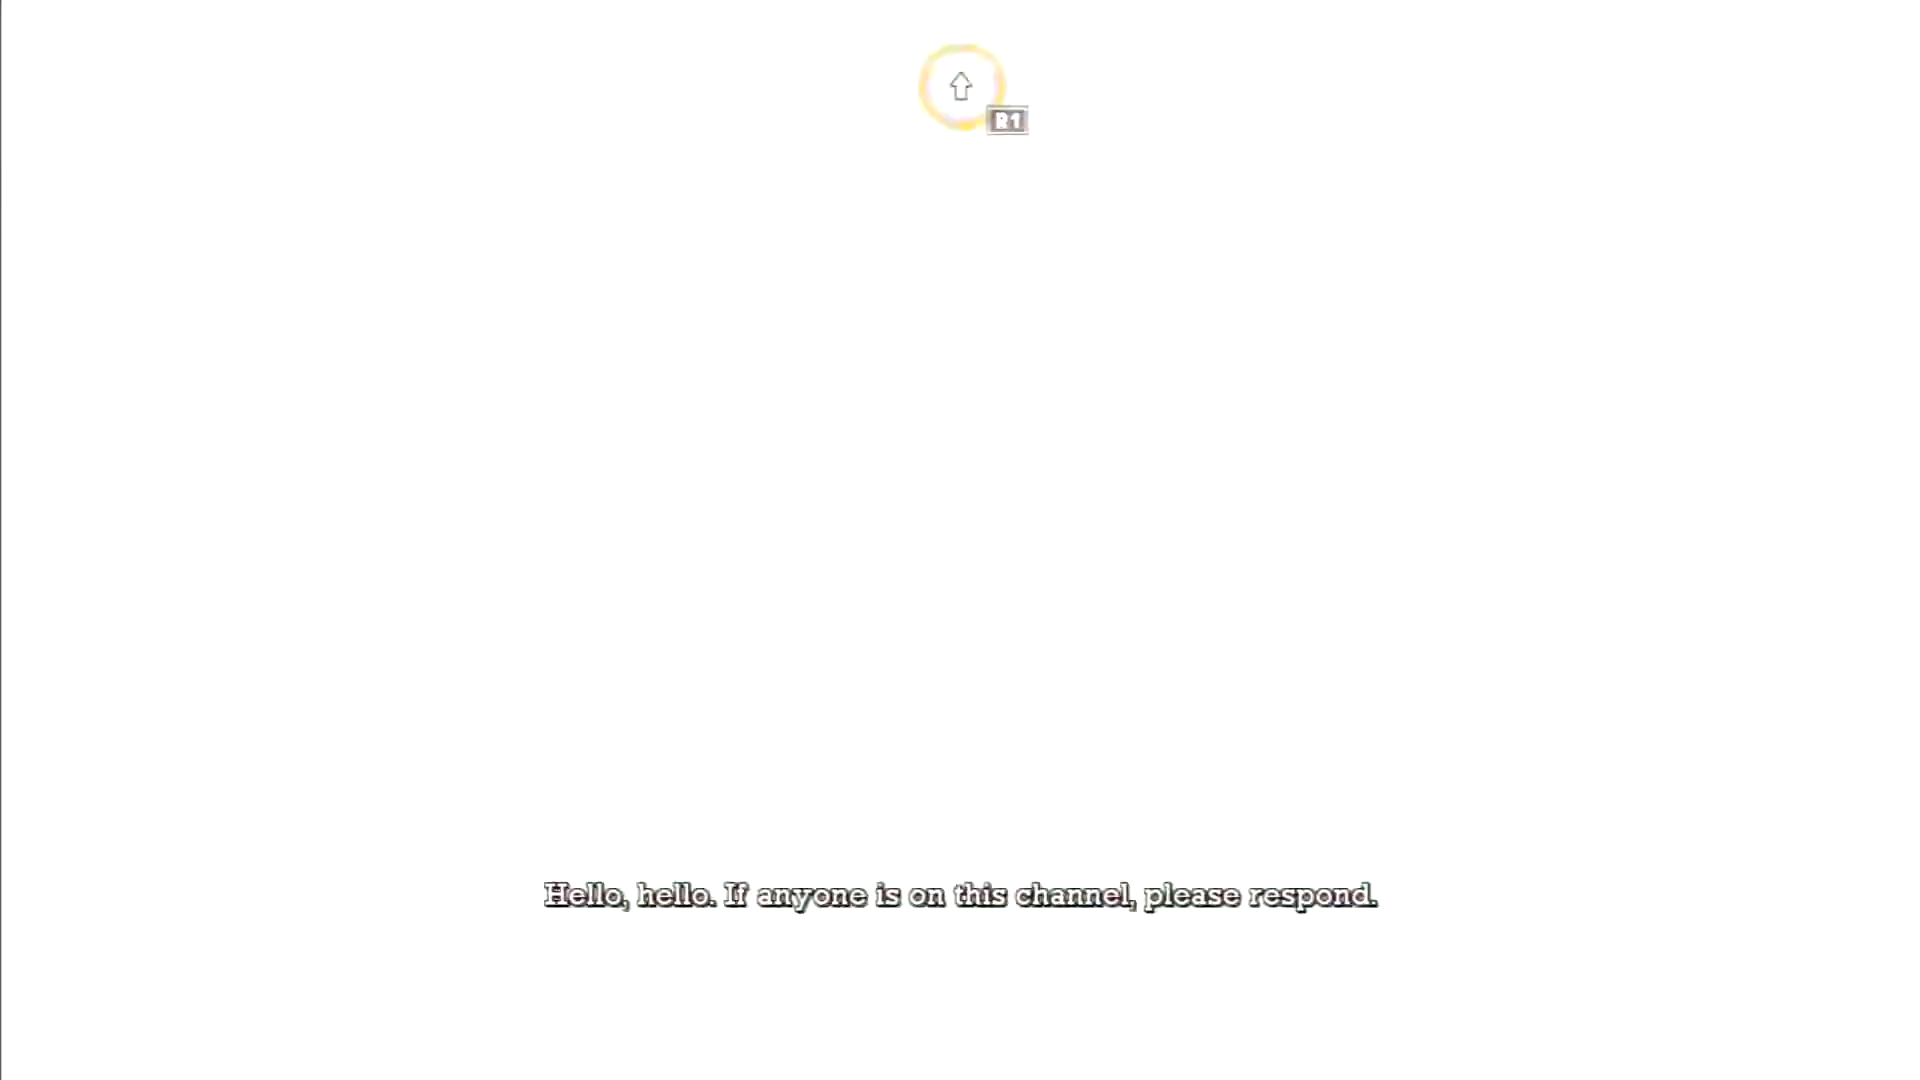 R1
Hello, hello. If anyone is on this channel, please respond.